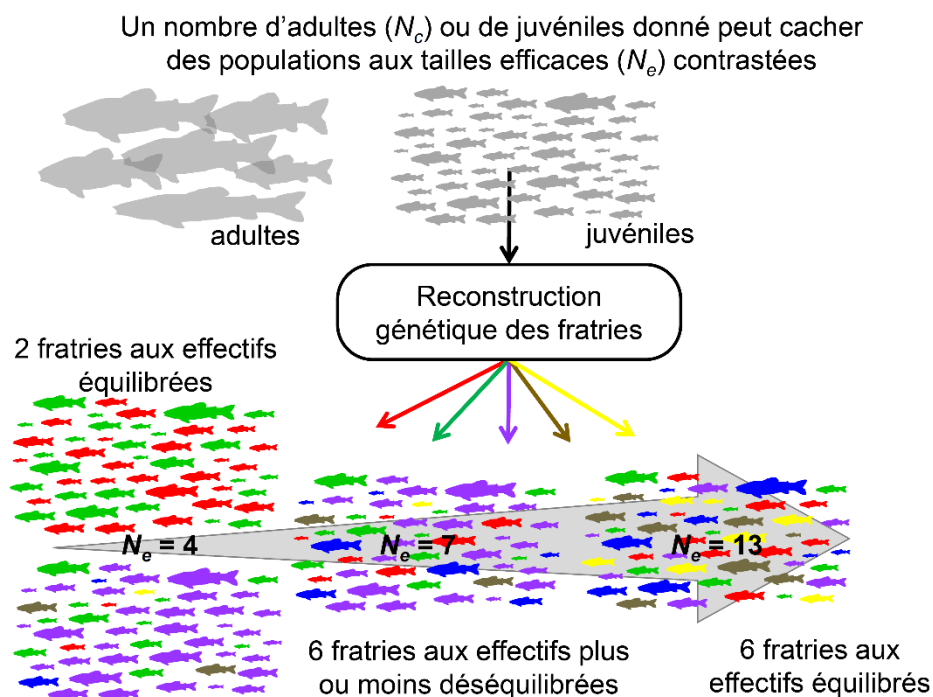 Un nombre d'adultes (Nc) ou de juvéniles donné peut cacher
des populations aux tailles efficaces (Ne) contrastées
adultes
juvéniles
Reconstruction
génétique des fratries
2 fratries aux effectifs
équilibrées
Ne = 4
Ne = 7
Ne = 13
6 fratries aux effectifs plus
ou moins déséquilibrées
6 fratries aux
effectifs équilibrés